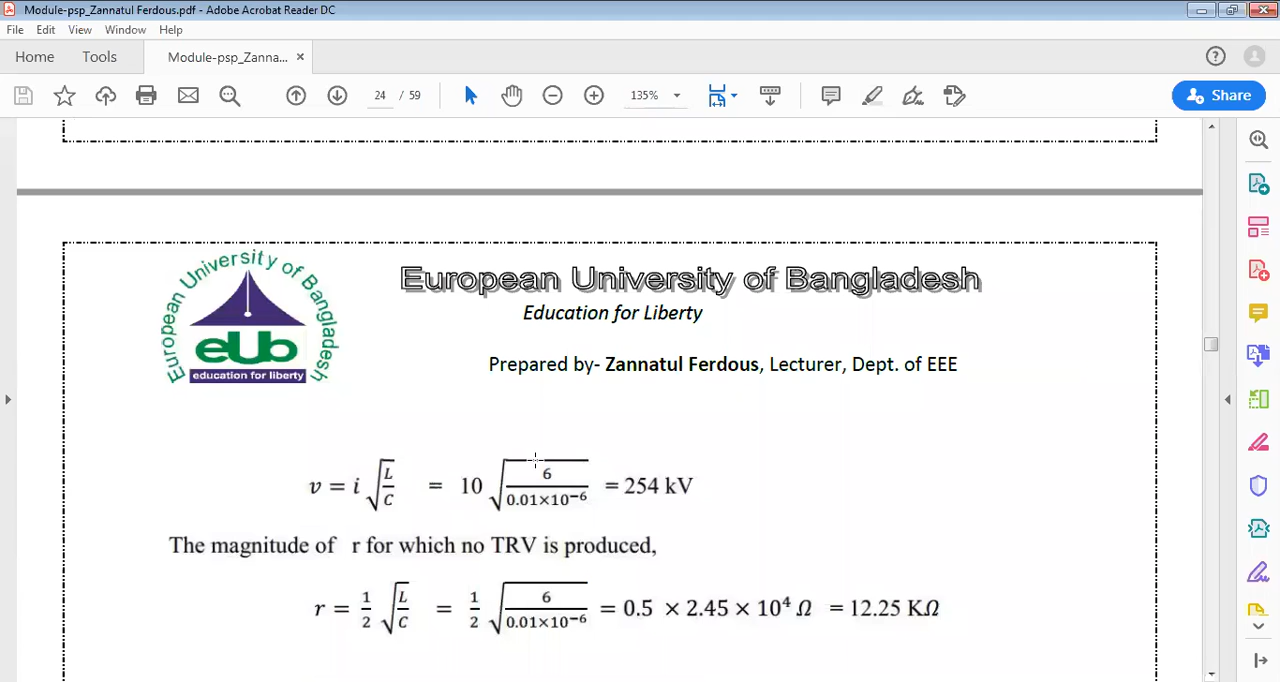 Module-psp_Zannatul Ferdous.pdf - Adobe Acrobat Reader DC
File Edit View Window Help
Home Tools Module-psp_Zanna... ×
24 / 59 135% Share
European University of Bangladesh
eUb
education for liberty
European University of Bangladesh
Education for Liberty
Prepared by- Zannatul Ferdous, Lecturer, Dept. of EEE
v = i √(L/C) = 10 √(6/0.01×10⁻⁶) = 254 kV
The magnitude of r for which no TRV is produced,
r = 1/2 √(L/C) = 1/2 √(6/0.01×10⁻⁶) = 0.5 × 2.45 × 10⁴ Ω = 12.25 KΩ